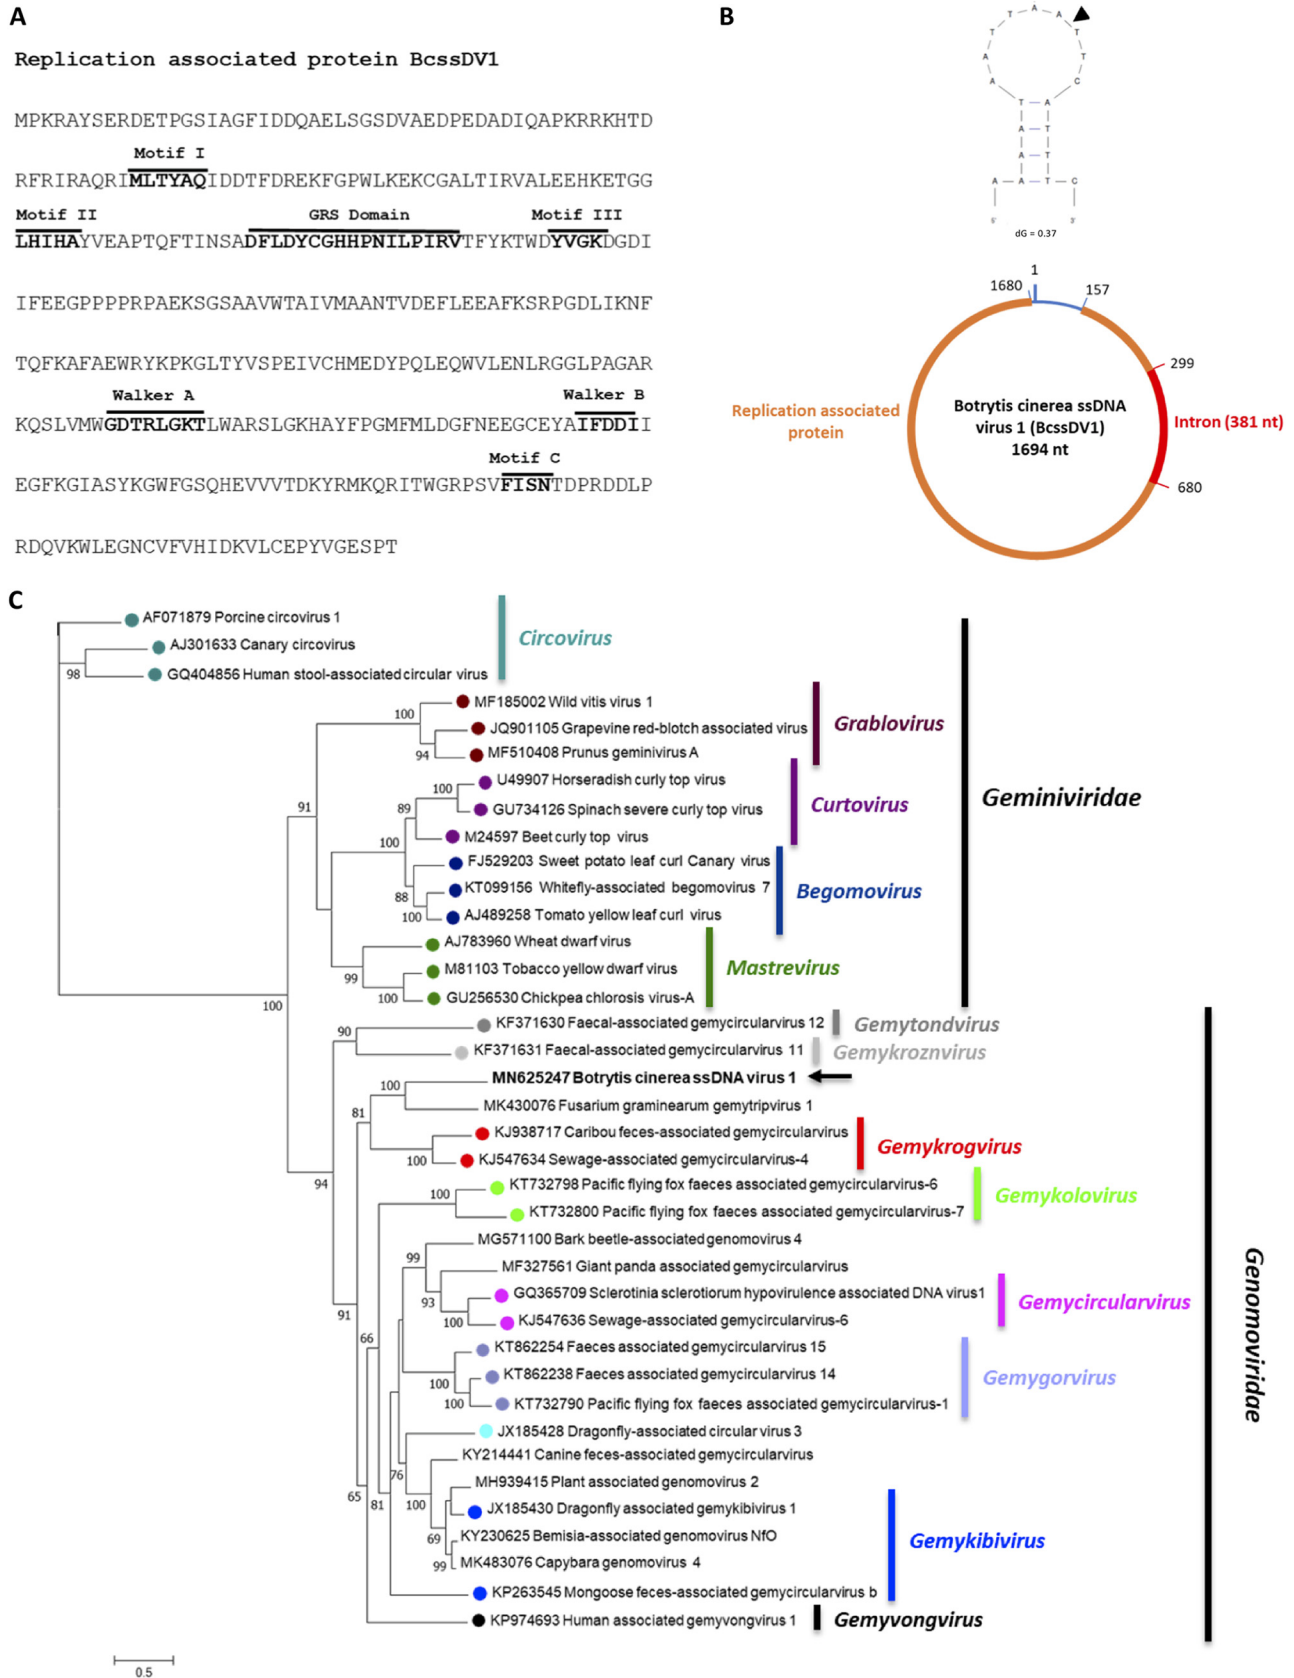 A
Replication associated protein BcssDV1
MPKRAYSERDETPGSIAGFIDDQAELSGSDVAEDPEDADIQAPKRRKHTD
Motif I
RFRIRAQRIMLTYAQIDDTFDREKFGPWLKEKCGALTIRVALEEHKETGG
Motif II GRS Domain Motif III
LHIHAYVEAPTQFTINSADFLDYCGHHPNILPIRVTFYKTWDYVGKDGDI
IFEEGPPPPRPAEKSGSAAVWTAIVMAANTVDEFLEEAFKSRPGDLIKNF
TQFKAFAEWRYKPKGLTYVSPEIVCHMEDYPQLEQWVLENLRGGLPAGAR
Walker A Walker B
KQSLVMWGDTRLGKTLWARSLGKHAYFPGMFMLDGFNEEGCEYAIFDDII
Motif C
EGFKGIASYKGWFGSQHEVVVTDKYRMKQRITWGRPSVFISNTDPRDDLP
RDQVKWLEGNCVFVHIDKVLCEPYVGESPT
B
T A A
T T
A T
A C
T A
A T
A T
A A T C
5' 3'
dG = 0.37
1
1680 157
299
Replication associated
protein
Botrytis cinerea ssDNA
virus 1 (BcssDV1)
1694 nt
Intron (381 nt)
680
C
AF071879 Porcine circovirus 1
AJ301633 Canary circovirus
Circovirus
98
GQ404856 Human stool-associated circular virus
MF185002 Wild vitis virus 1
100
JQ901105 Grapevine red-blotch associated virus
Grablovirus
94
MF510408 Prunus geminivirus A
U49907 Horseradish curly top virus
100
89
GU734126 Spinach severe curly top virus
Curtovirus
Geminiviridae
91
100
M24597 Beet curly top virus
FJ529203 Sweet potato leaf curl Canary virus
KT099156 Whitefly-associated begomovirus 7
Begomovirus
88
100
AJ489258 Tomato yellow leaf curl virus
AJ783960 Wheat dwarf virus
M81103 Tobacco yellow dwarf virus
Mastrevirus
99
100
GU256530 Chickpea chlorosis virus-A
100
KF371630 Faecal-associated gemycircularvirus 12
Gemytondvirus
90
KF371631 Faecal-associated gemycircularvirus 11
Gemykroznvirus
MN625247 Botrytis cinerea ssDNA virus 1
100
MK430076 Fusarium graminearum gemytripvirus 1
81
KJ938717 Caribou feces-associated gemycircularvirus
Gemykrogvirus
100
KJ547634 Sewage-associated gemycircularvirus-4
94
KT732798 Pacific flying fox faeces associated gemycircularvirus-6
Gemykolovirus
100
KT732800 Pacific flying fox faeces associated gemycircularvirus-7
MG571100 Bark beetle-associated genomovirus 4
99
MF327561 Giant panda associated gemycircularvirus
GQ365709 Sclerotinia sclerotiorum hypovirulence associated DNA virus1
Gemycircularvirus
93
91
100
KJ547636 Sewage-associated gemycircularvirus-6
66
KT862254 Faeces associated gemycircularvirus 15
KT862238 Faeces associated gemycircularvirus 14
Gemygorvirus
100
100
KT732790 Pacific flying fox faeces associated gemycircularvirus-1
Genomoviridae
JX185428 Dragonfly-associated circular virus 3
KY214441 Canine feces-associated gemycircularvirus
76
MH939415 Plant associated genomovirus 2
65
81
100
JX185430 Dragonfly associated gemykibivirus 1
KY230625 Bemisia-associated genomovirus NfO
Gemykibivirus
69
99
MK483076 Capybara genomovirus 4
KP263545 Mongoose feces-associated gemycircularvirus b
KP974693 Human associated gemyvongvirus 1
Gemyvongvirus
0.5